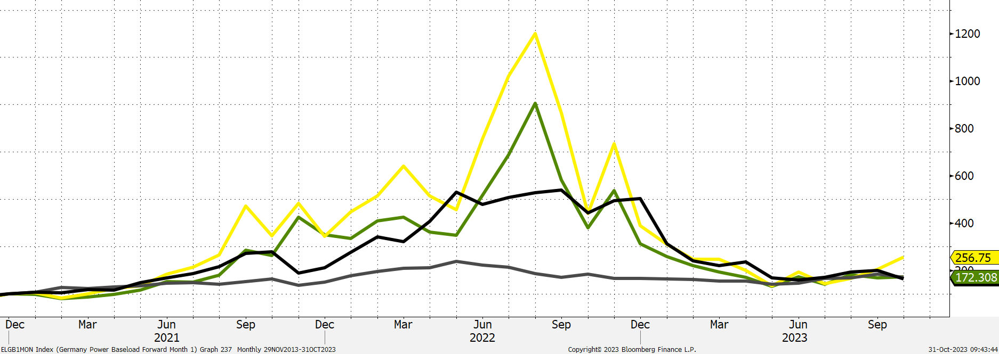 1200
1000
800
600
400
256.75
200
172.308
Dec Mar Jun Sep Dec Mar Jun Sep Dec Mar Jun Sep
2021 2022 2023
ELGB1MON Index (Germany Power Baseload Forward Month 1) Graph 237 Monthly 29NOV2013-31OCT2023 Copyright© 2023 Bloomberg Finance L.P. 31-Oct-2023 09:43:44